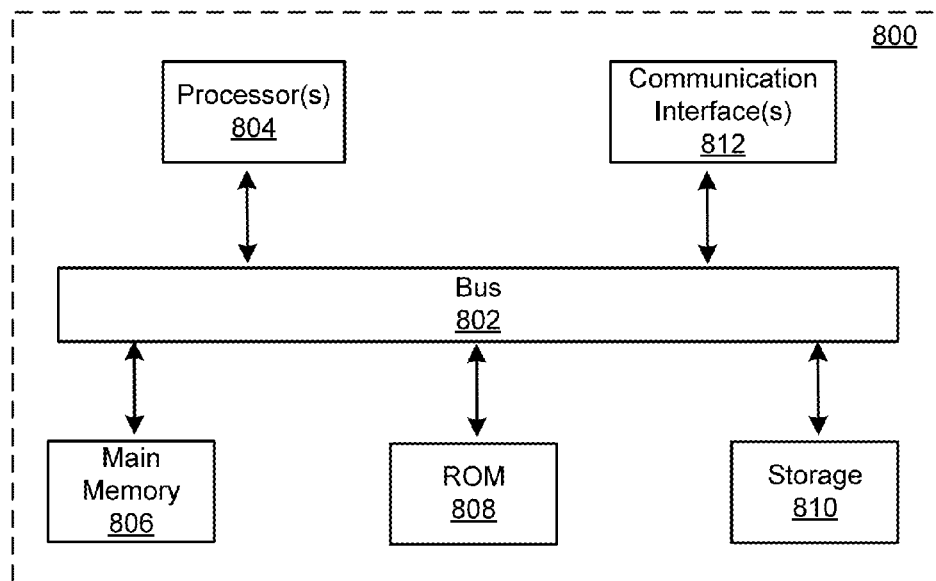 800
Processor(s)
804
Communication
Interface(s)
812
Bus
802
Main
Memory
806
ROM
808
Storage
810